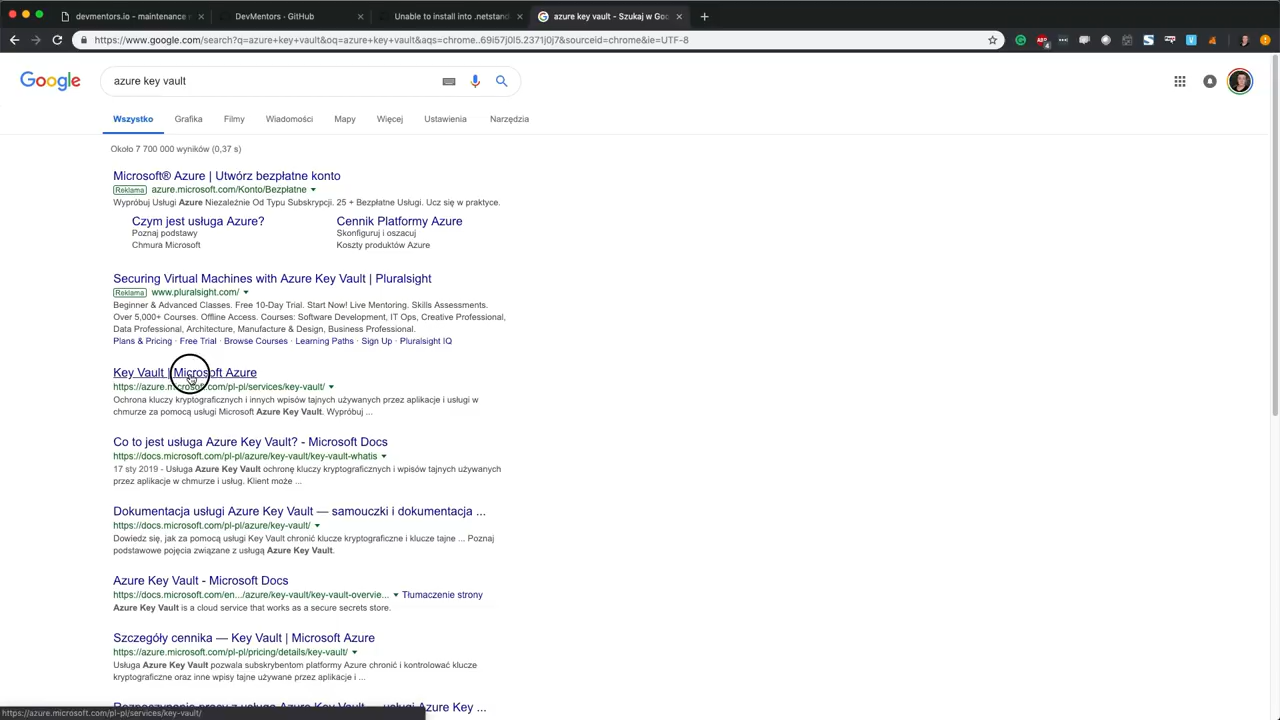 devmentors.io - maintenance
DevMentors · GitHub
Unable to install into .netstand
azure key vault - Szukaj w Goo
https://www.google.com/search?q=azure+key+vault&oq=azure+key+vault&aqs=chrome..69i57j0l5.2371j0j7&sourceid=chrome&ie=UTF-8
Google
azure key vault
Wszystko Grafika Filmy Wiadomości Mapy Więcej Ustawienia Narzędzia
Około 7 700 000 wyników (0,37 s)
Microsoft® Azure | Utwórz bezpłatne konto
Reklama azure.microsoft.com/Konto/Bezpłatne
Wypróbuj Usługi Azure Niezależnie Od Typu Subskrypcji. 25 + Bezpłatne Usługi. Ucz się w praktyce.
Czym jest usługa Azure? Cennik Platformy Azure
Poznaj podstawy Skonfiguruj i oszacuj
Chmura Microsoft Koszty produktów Azure
Securing Virtual Machines with Azure Key Vault | Pluralsight
Reklama www.pluralsight.com/
Beginner & Advanced Classes. Free 10-Day Trial. Start Now! Live Mentoring. Skills Assessments.
Over 5,000+ Courses. Offline Access. Courses: Software Development, IT Ops, Creative Professional,
Data Professional, Architecture, Manufacture & Design, Business Professional.
Plans & Pricing · Free Trial · Browse Courses · Learning Paths · Sign Up · Pluralsight IQ
Key Vault | Microsoft Azure
https://azure.microsoft.com/pl-pl/services/key-vault/
Ochrona kluczy kryptograficznych i innych wpisów tajnych używanych przez aplikacje i usługi w
chmurze za pomocą usługi Microsoft Azure Key Vault. Wypróbuj ...
Co to jest usługa Azure Key Vault? - Microsoft Docs
https://docs.microsoft.com/pl-pl/azure/key-vault/key-vault-whatis
17 sty 2019 - Usługa Azure Key Vault ochronę kluczy kryptograficznych i wpisów tajnych używanych
przez aplikacje w chmurze i usług. Klient może ...
Dokumentacja usługi Azure Key Vault — samouczki i dokumentacja ...
https://docs.microsoft.com/pl-pl/azure/key-vault/
Dowiedz się, jak za pomocą usługi Key Vault chronić klucze kryptograficzne i klucze tajne ... Poznaj
podstawowe pojęcia związane z usługą Azure Key Vault.
Azure Key Vault - Microsoft Docs
https://docs.microsoft.com/en.../azure/key-vault/key-vault-overvie... Tłumaczenie strony
Azure Key Vault is a cloud service that works as a secure secrets store.
Szczegóły cennika — Key Vault | Microsoft Azure
https://azure.microsoft.com/pl-pl/pricing/details/key-vault/
Usługa Azure Key Vault pozwala subskrybentom platformy Azure chronić i kontrolować klucze
kryptograficzne oraz inne wpisy tajne używane przez aplikacje i ...
Rozpoczynanie pracy z usługą Azure Key Vault — usługi Azure Key ...
https://azure.microsoft.com/pl-pl/services/key-vault/